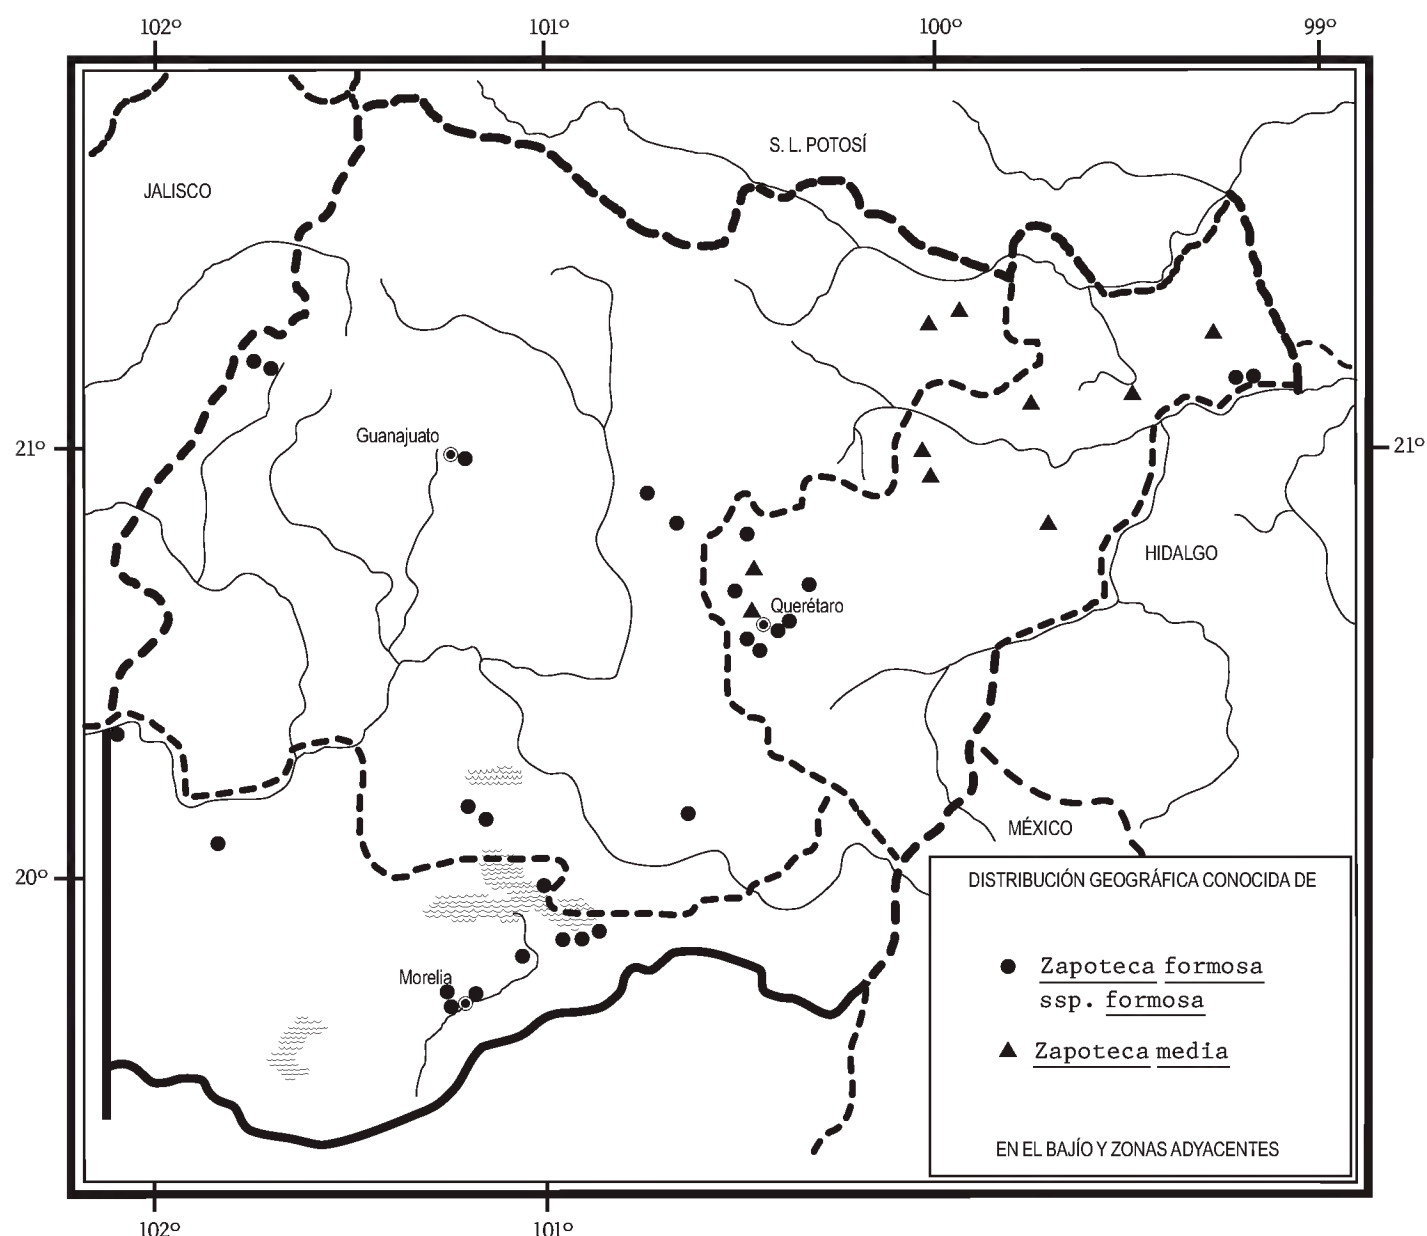 102º 101º 100º 99º
S. L. POTOSÍ
JALISCO
Guanajuato
21º 21º
HIDALGO
Querétaro
MÉXICO
20º
DISTRIBUCIÓN GEOGRÁFICA CONOCIDA DE
Zapoteca formosa
ssp. formosa
Morelia
Zapoteca media
EN EL BAJÍO Y ZONAS ADYACENTES
102º 101º